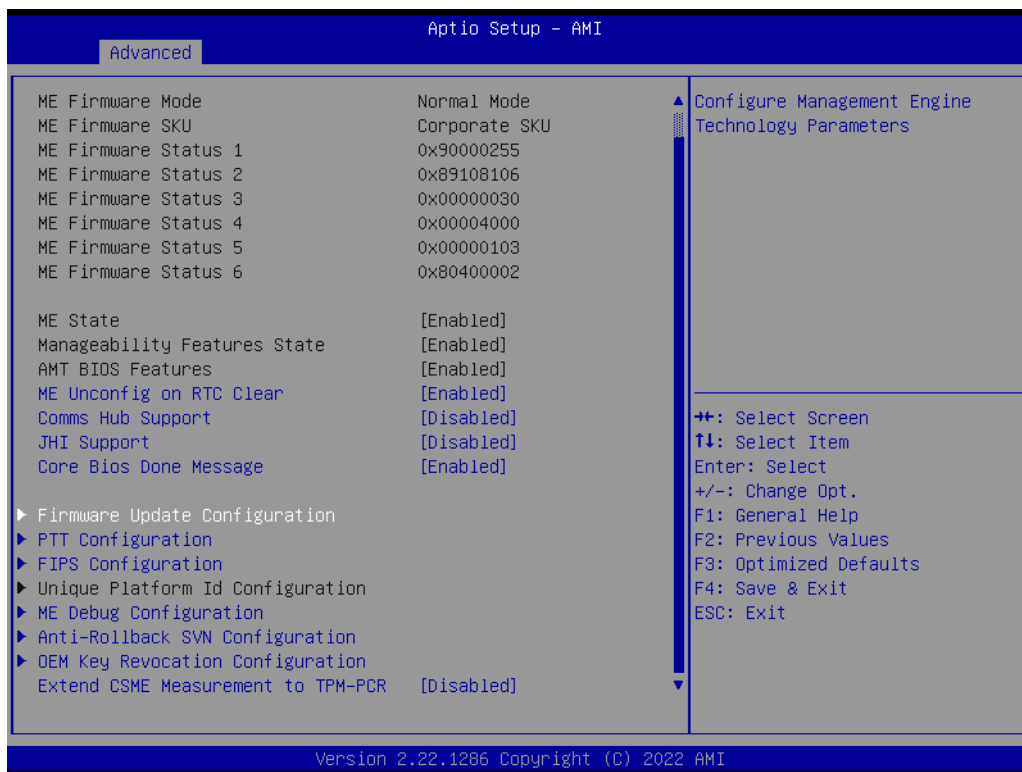 Aptio Setup – AMI
Advanced
ME Firmware Mode Normal Mode
ME Firmware SKU Corporate SKU
ME Firmware Status 1 0x90000255
ME Firmware Status 2 0x89108106
ME Firmware Status 3 0x00000030
ME Firmware Status 4 0x00004000
ME Firmware Status 5 0x00000103
ME Firmware Status 6 0x80400002
ME State [Enabled]
Manageability Features State [Enabled]
AMT BIOS Features [Enabled]
ME Unconfig on RTC Clear [Enabled]
Comms Hub Support [Disabled]
JHI Support [Disabled]
Core Bios Done Message [Enabled]
▶ Firmware Update Configuration
▶ PTT Configuration
▶ FIPS Configuration
▶ Unique Platform Id Configuration
▶ ME Debug Configuration
▶ Anti-Rollback SVN Configuration
▶ OEM Key Revocation Configuration
Extend CSME Measurement to TPM-PCR [Disabled]
Configure Management Engine
Technology Parameters
→←: Select Screen
↑↓: Select Item
Enter: Select
+/-: Change Opt.
F1: General Help
F2: Previous Values
F3: Optimized Defaults
F4: Save & Exit
ESC: Exit
Version 2.22.1286 Copyright (C) 2022 AMI